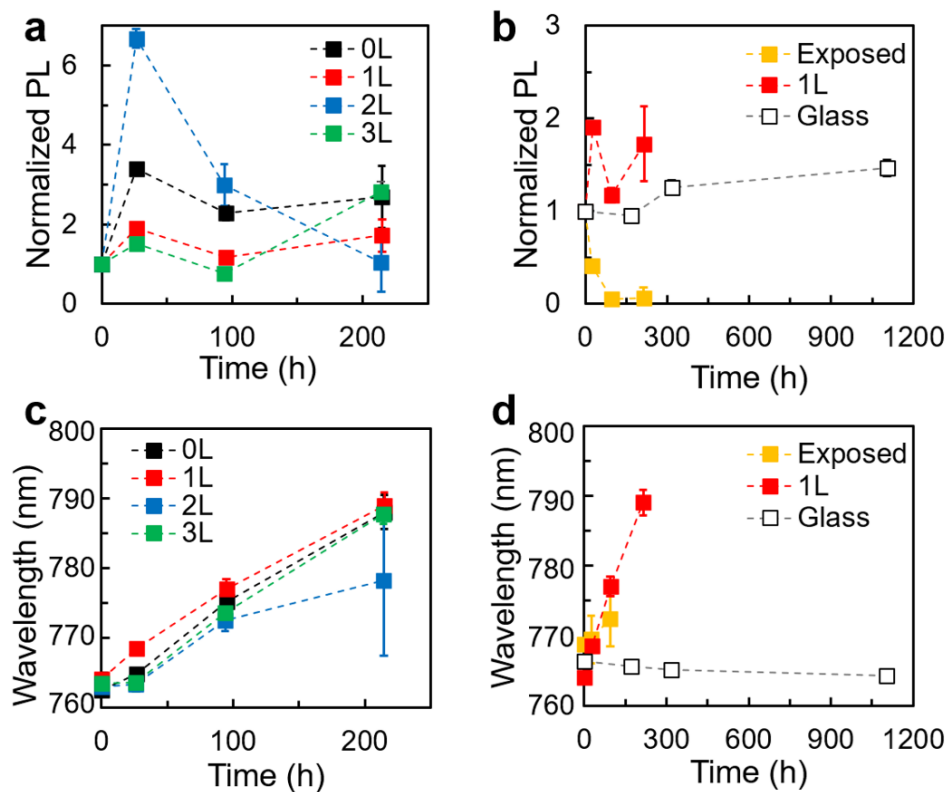 a
Normalized PL
6
4
2
0
0L
1L
2L
3L
0 100 200
Time (h)
b
Normalized PL
3
2
1
0
Exposed
1L
Glass
0 300 600 900 1200
Time (h)
c
Wavelength (nm)
800
790
780
770
760
0L
1L
2L
3L
0 100 200
Time (h)
d
Wavelength (nm)
800
790
780
770
760
Exposed
1L
Glass
0 300 600 900 1200
Time (h)